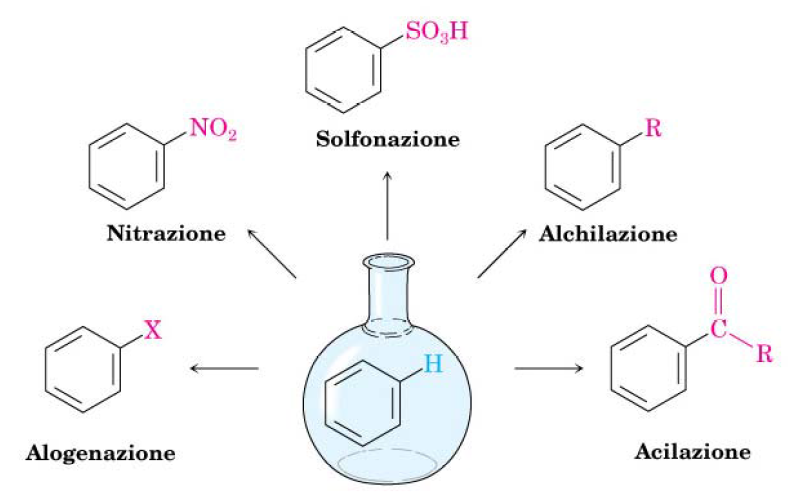 SO₃H
Solfonazione
NO₂
Nitrazione
R
Alchilazione
X
Alogenazione
H
O
C
R
Acilazione